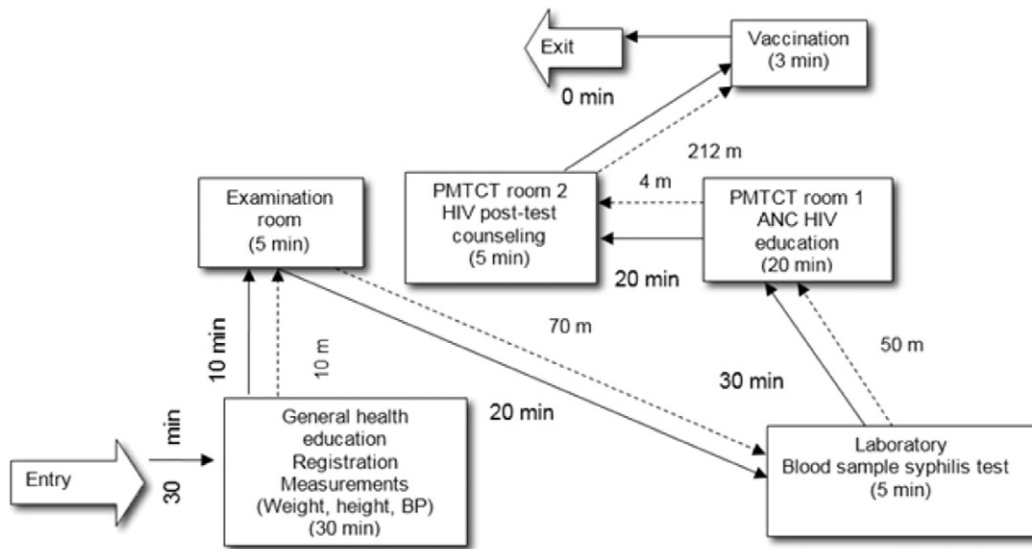 Exit
Vaccination
(3 min)
0 min
212 m
Examination
room
(5 min)
PMTCT room 2
HIV post-test
counseling
(5 min)
4 m
PMTCT room 1
ANC HIV
education
(20 min)
20 min
10 min
10 m
70 m
20 min
30 min
50 m
Entry
30 min
General health
education
Registration
Measurements
(Weight, height, BP)
(30 min)
Laboratory
Blood sample syphilis test
(5 min)